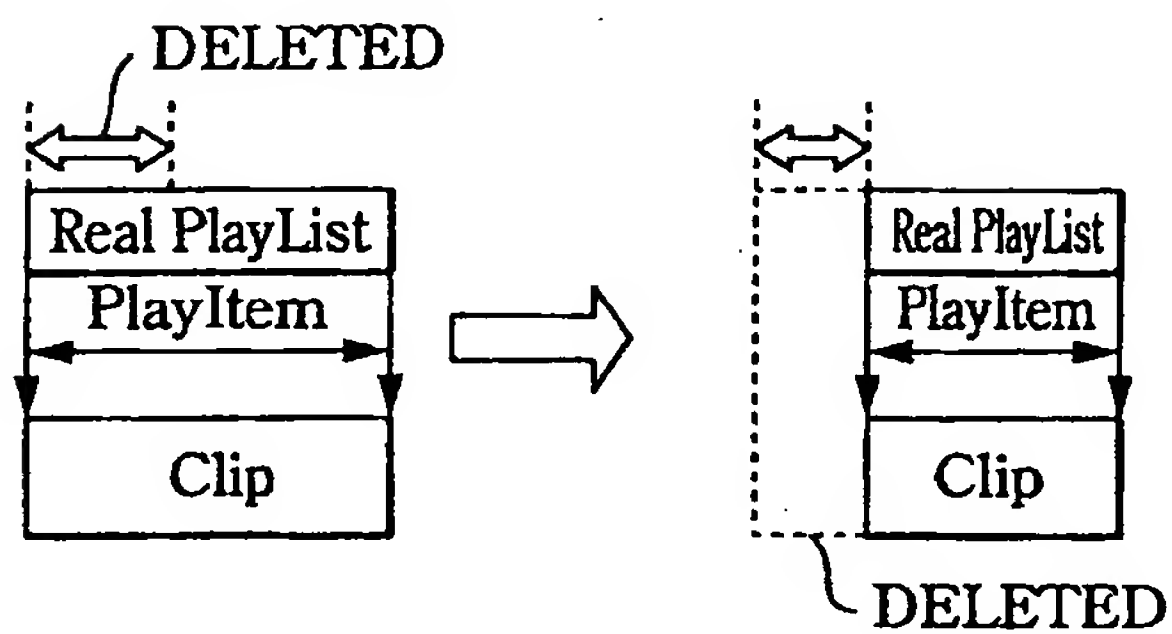 DELETED
Real PlayList
PlayItem
Clip
Real PlayList
PlayItem
Clip
DELETED